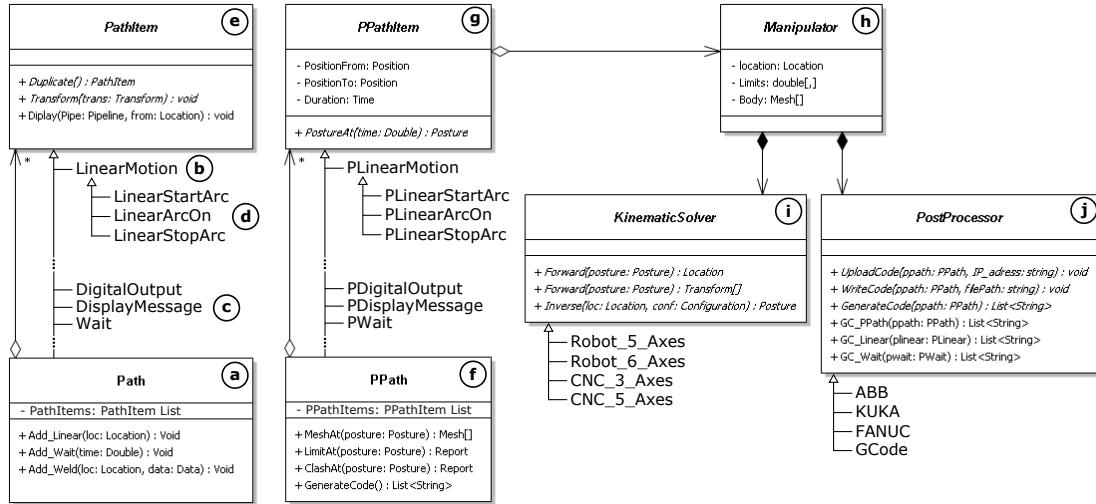 PathItem
e
+ Duplicate() : PathItem
+ Transform(trans: Transform) : void
+ Diplay(Pipe: Pipeline, from: Location) : void
*
LinearMotion
b
LinearStartArc
LinearArcOn
d
LinearStopArc
DigitalOutput
DisplayMessage
c
Wait
Path
a
- PathItems: PathItem List
+ Add_Linear(loc: Location) : Void
+ Add_Wait(time: Double) : Void
+ Add_Weld(loc: Location, data: Data) : Void
PPathItem
g
- PositionFrom: Position
- PositionTo: Position
- Duration: Time
+ PostureAt(time: Double) : Posture
*
PLinearMotion
PLinearStartArc
PLinearArcOn
PLinearStopArc
PDigitalOutput
PDisplayMessage
PWait
PPath
f
- PPathItems: PPathItem List
+ MeshAt(posture: Posture) : Mesh[]
+ LimitAt(posture: Posture) : Report
+ ClashAt(posture: Posture) : Report
+ GenerateCode() : List<String>
IManipulator
h
- location: Location
- Limits: double[,]
- Body: Mesh[]
KinematicSolver
i
+ Forward(posture: Posture) : Location
+ Forward(posture: Posture) : Transform[]
+ Inverse(loc: Location, conf: Configuration) : Posture
Robot_5_Axes
Robot_6_Axes
CNC_3_Axes
CNC_5_Axes
PostProcessor
j
+ UploadCode(ppath: PPath, IP_adress: string) : void
+ WriteCode(ppath: PPath, filePath: string) : void
+ GenerateCode(ppath: PPath) : List<String>
+ GC_PPath(ppath: PPath) : List<String>
+ GC_Linear(plinear: PLinear) : List<String>
+ GC_Wait(pwait: PWait) : List<String>
ABB
KUKA
FANUC
GCode